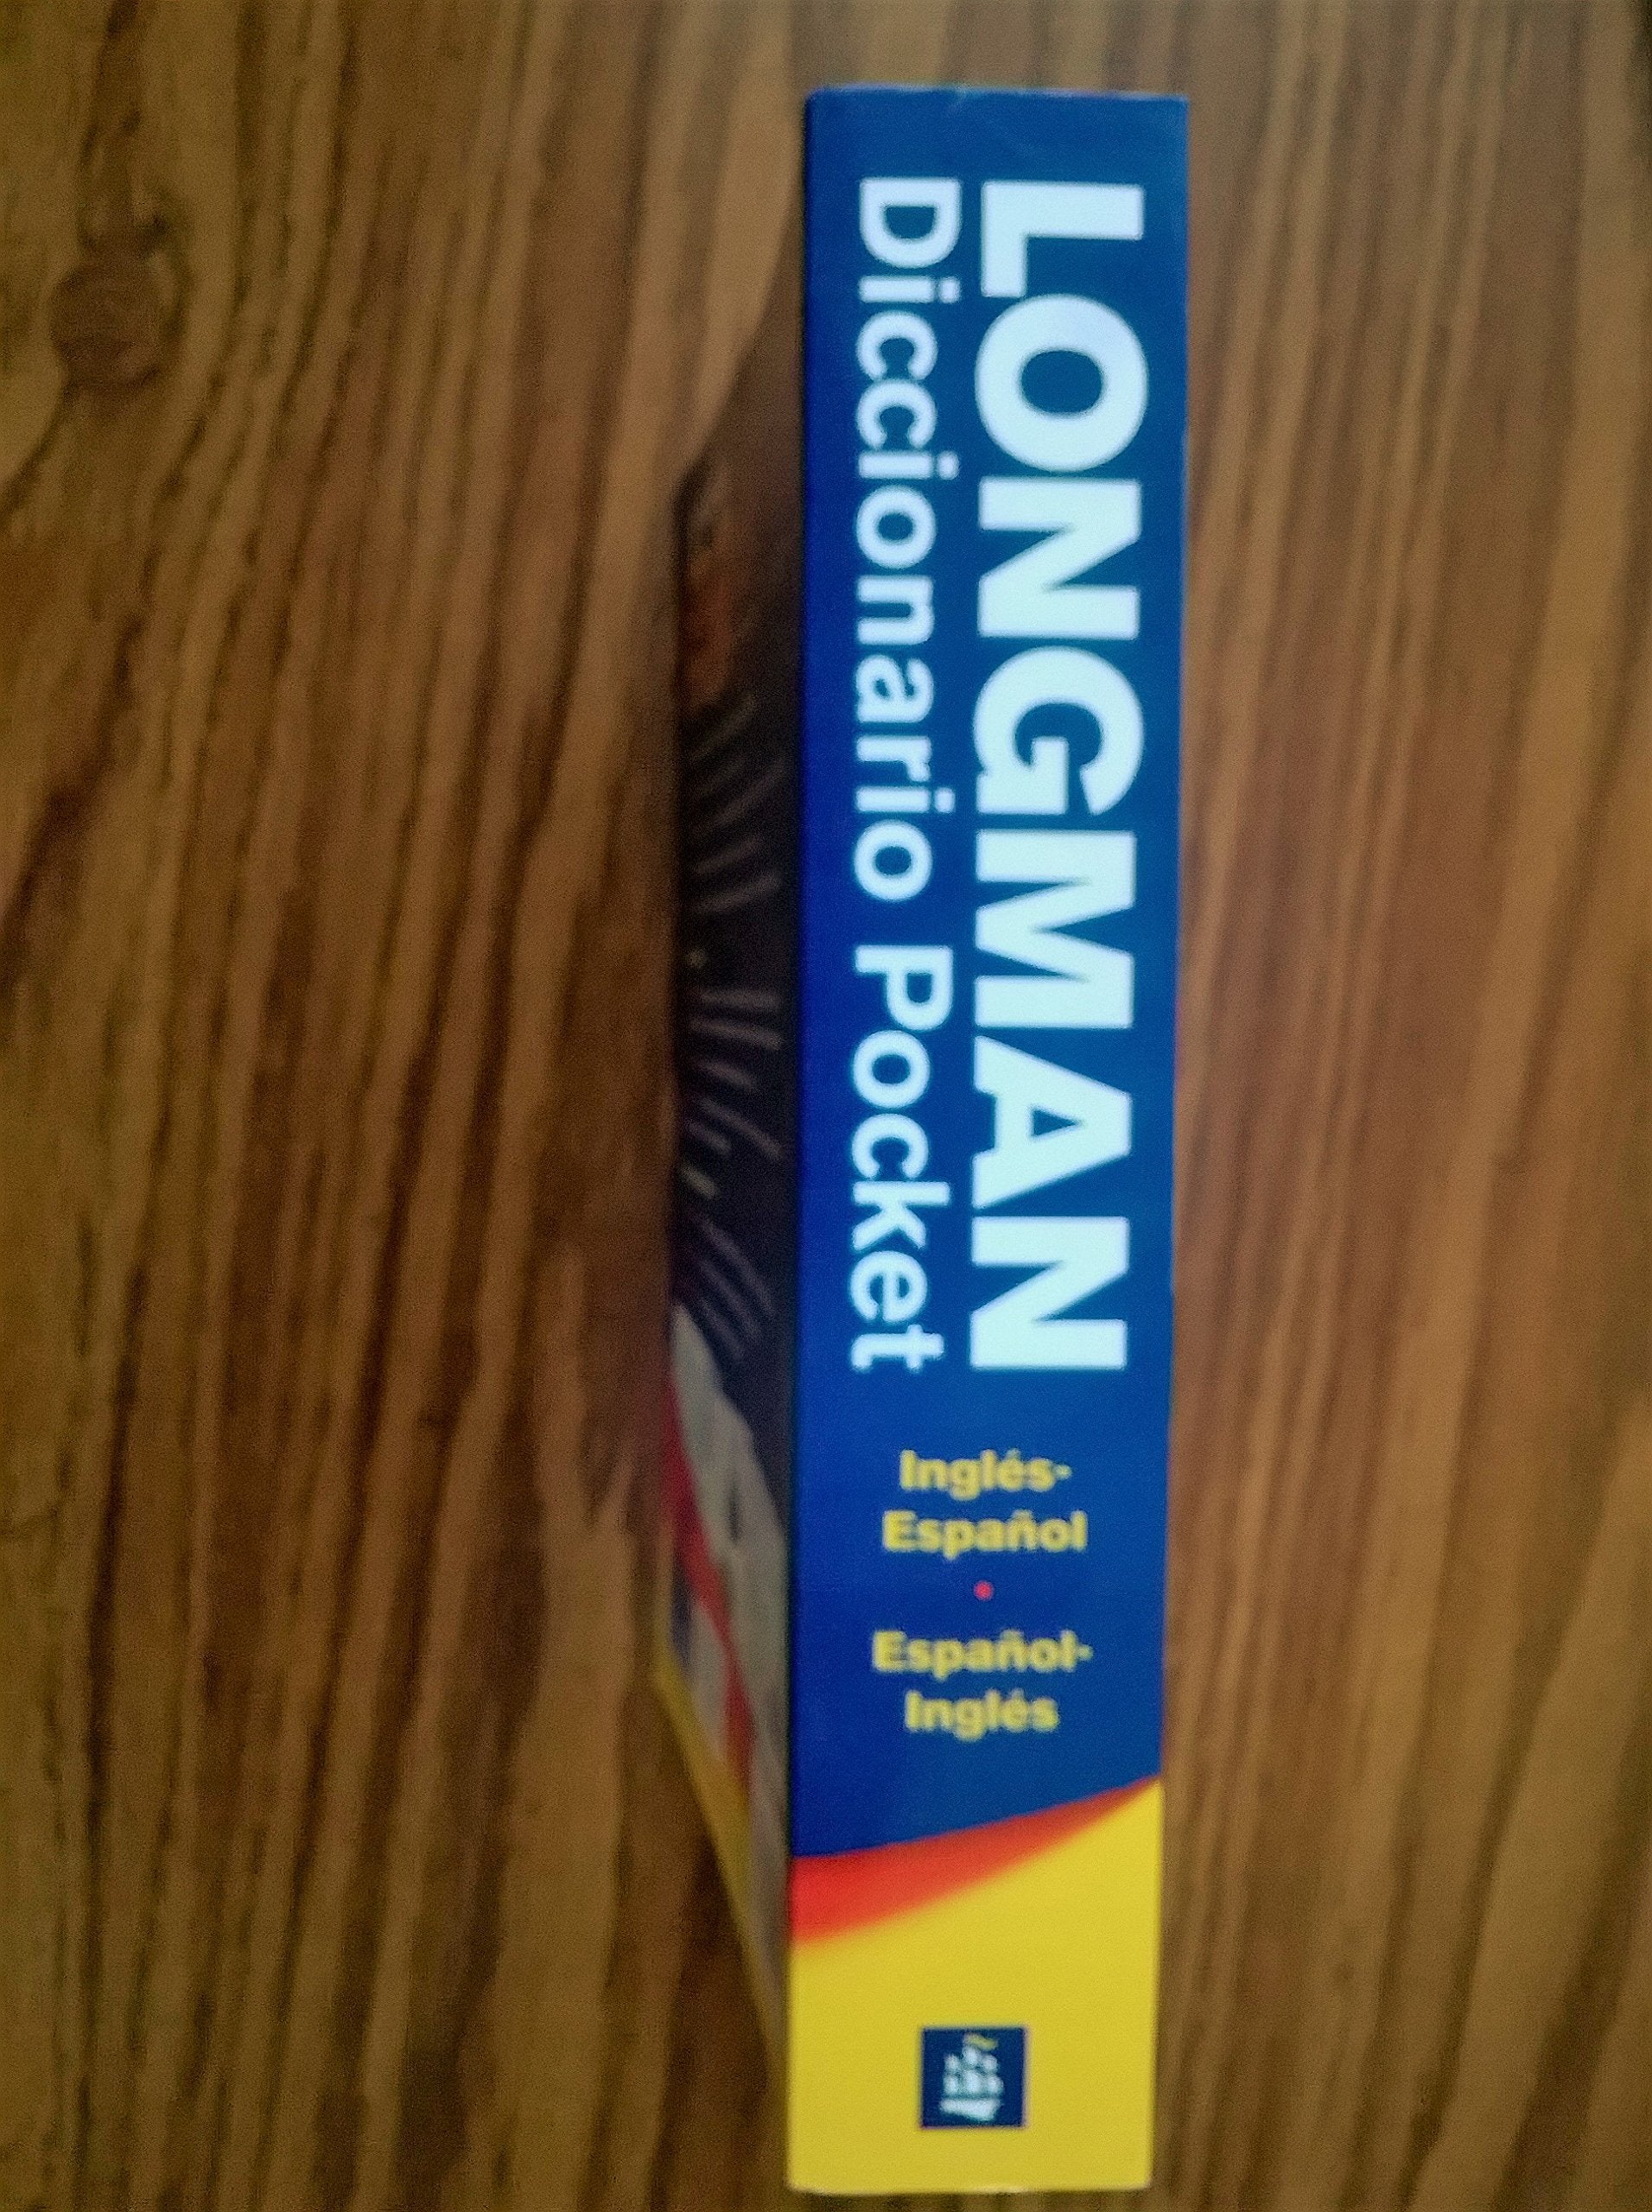 LONGMAN
Diccionario Pocket
Inglés-
Español
•
Español-
Inglés